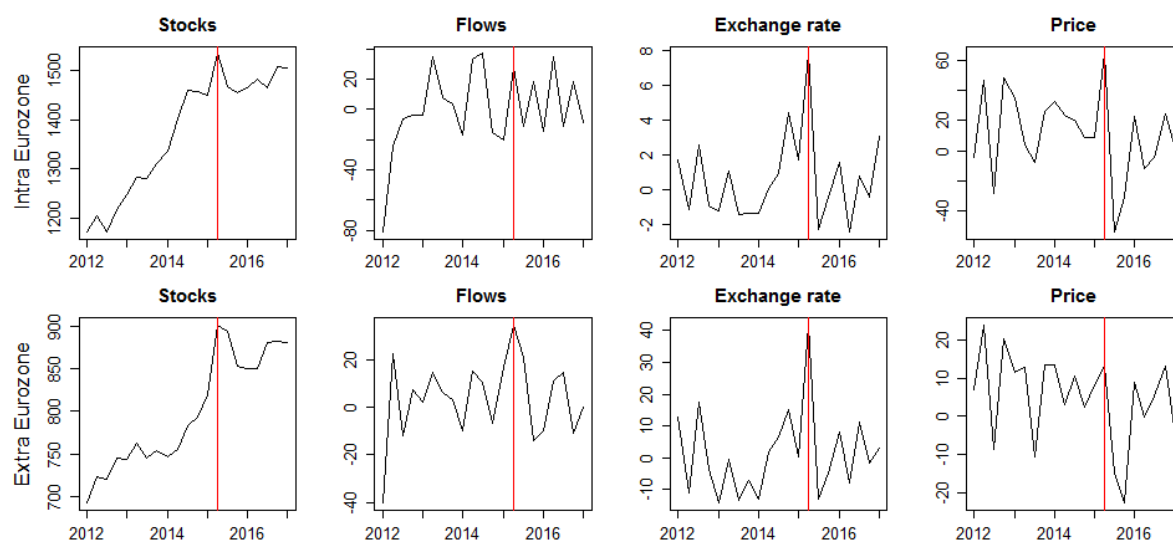 Stocks Flows Exchange rate Price
Intra Eurozone
1200 1300 1400 1500
-80 -40 0 20
-2 0 2 4 6 8
-40 0 20 60
2012 2014 2016 2012 2014 2016 2012 2014 2016 2012 2014 2016
Stocks Flows Exchange rate Price
Extra Eurozone
700 750 800 850 900
-40 -20 0 20
-10 0 10 20 30 40
-20 -10 0 10 20
2012 2014 2016 2012 2014 2016 2012 2014 2016 2012 2014 2016